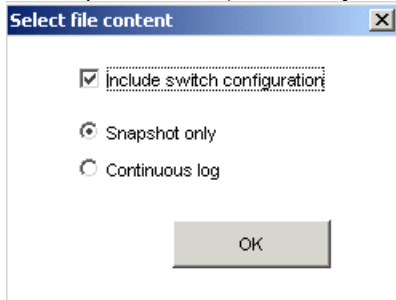 Select file content
Include switch configuration
Snapshot only
Continuous log
OK